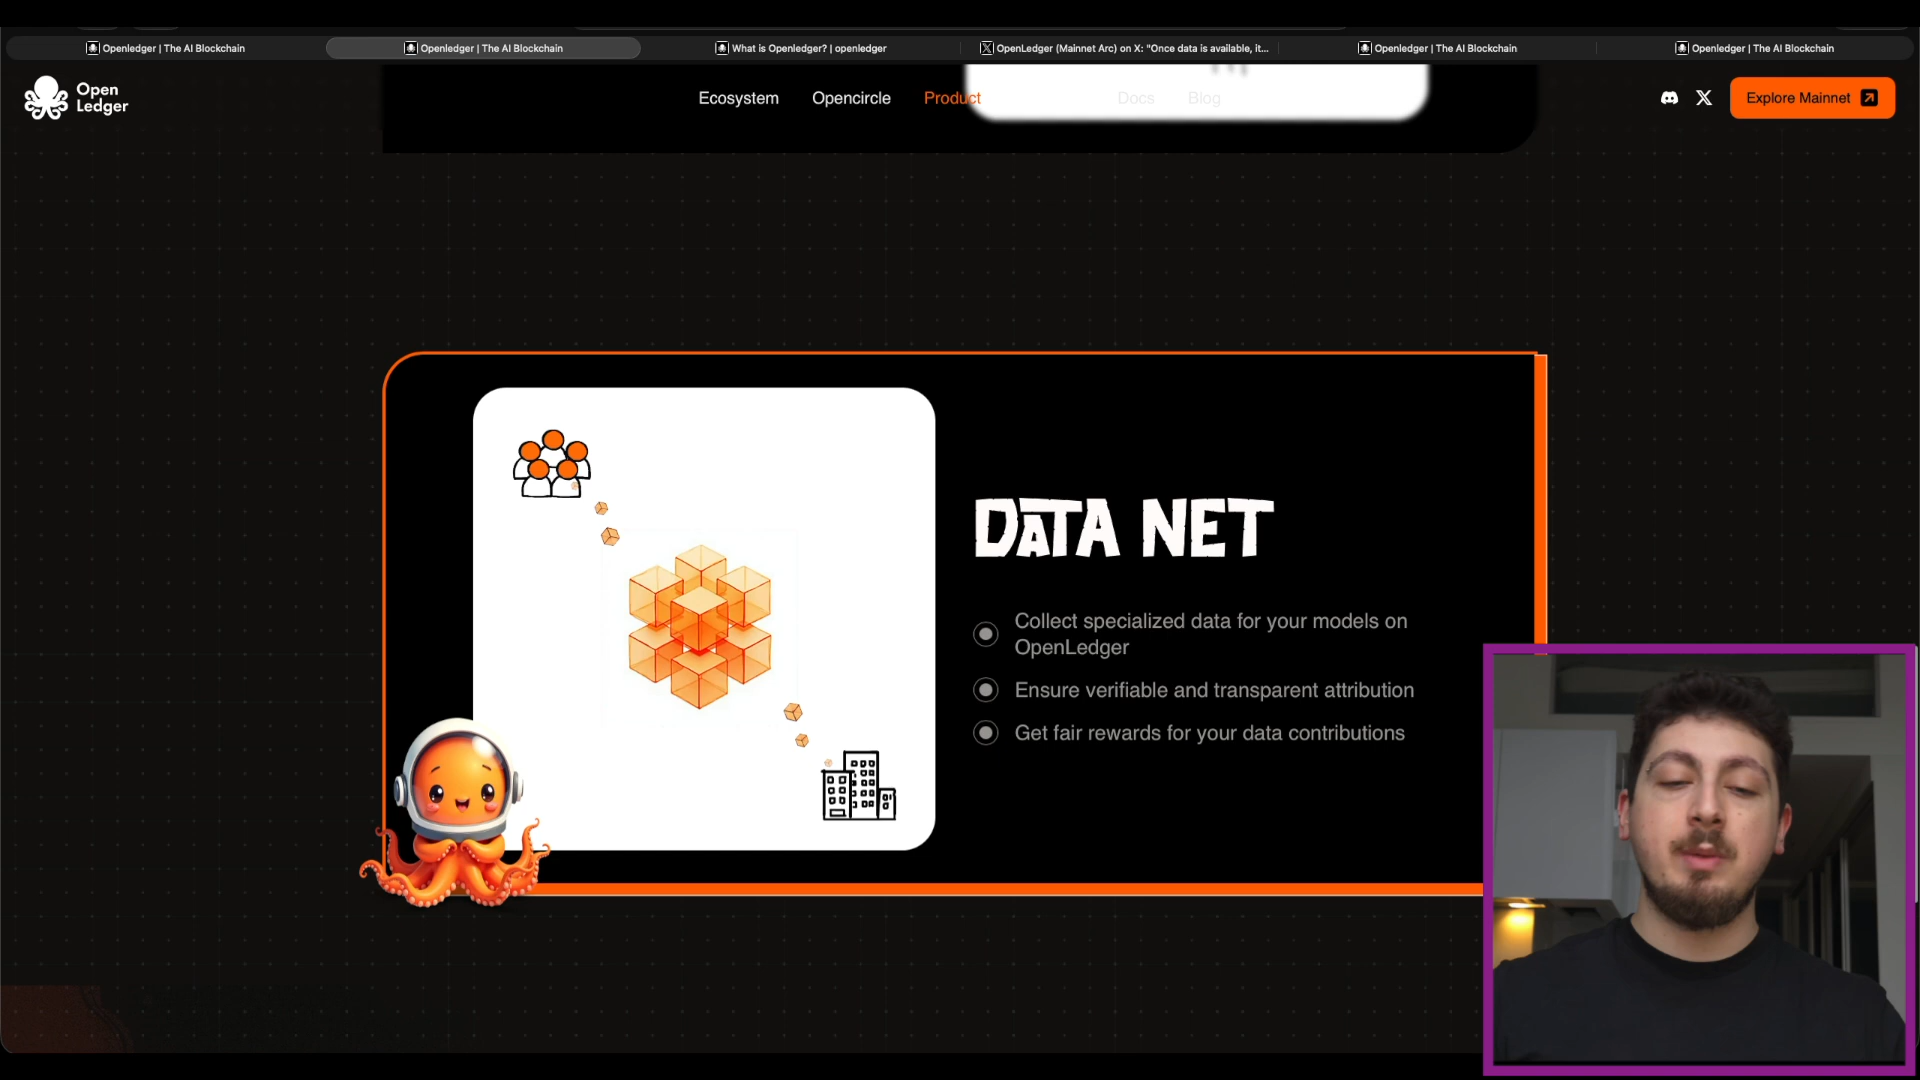 Openledger | The AI Blockchain
Openledger | The AI Blockchain
What is Openledger? | openledger
OpenLedger (Mainnet Arc) on X: "Once data is available, it...
Openledger | The AI Blockchain
Openledger | The AI Blockchain
Open
Ledger
Ecosystem
Opencircle
Product
Docs
Blog
Explore Mainnet
DATA NET
Collect specialized data for your models on
OpenLedger
Ensure verifiable and transparent attribution
Get fair rewards for your data contributions